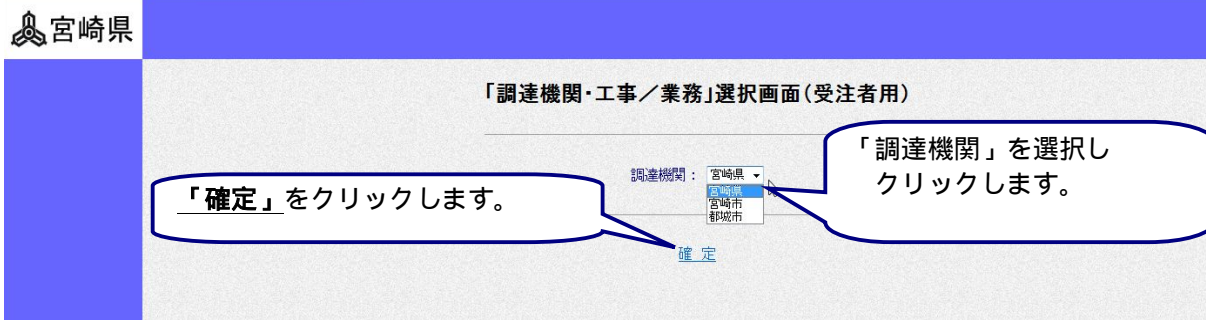 宮崎県
「調達機関・工事／業務」選択画面(受注者用)
「調達機関」を選択し
クリックします。
調達機関： 宮崎県
宮崎県
宮崎市
都城市
「確定」をクリックします。
確 定